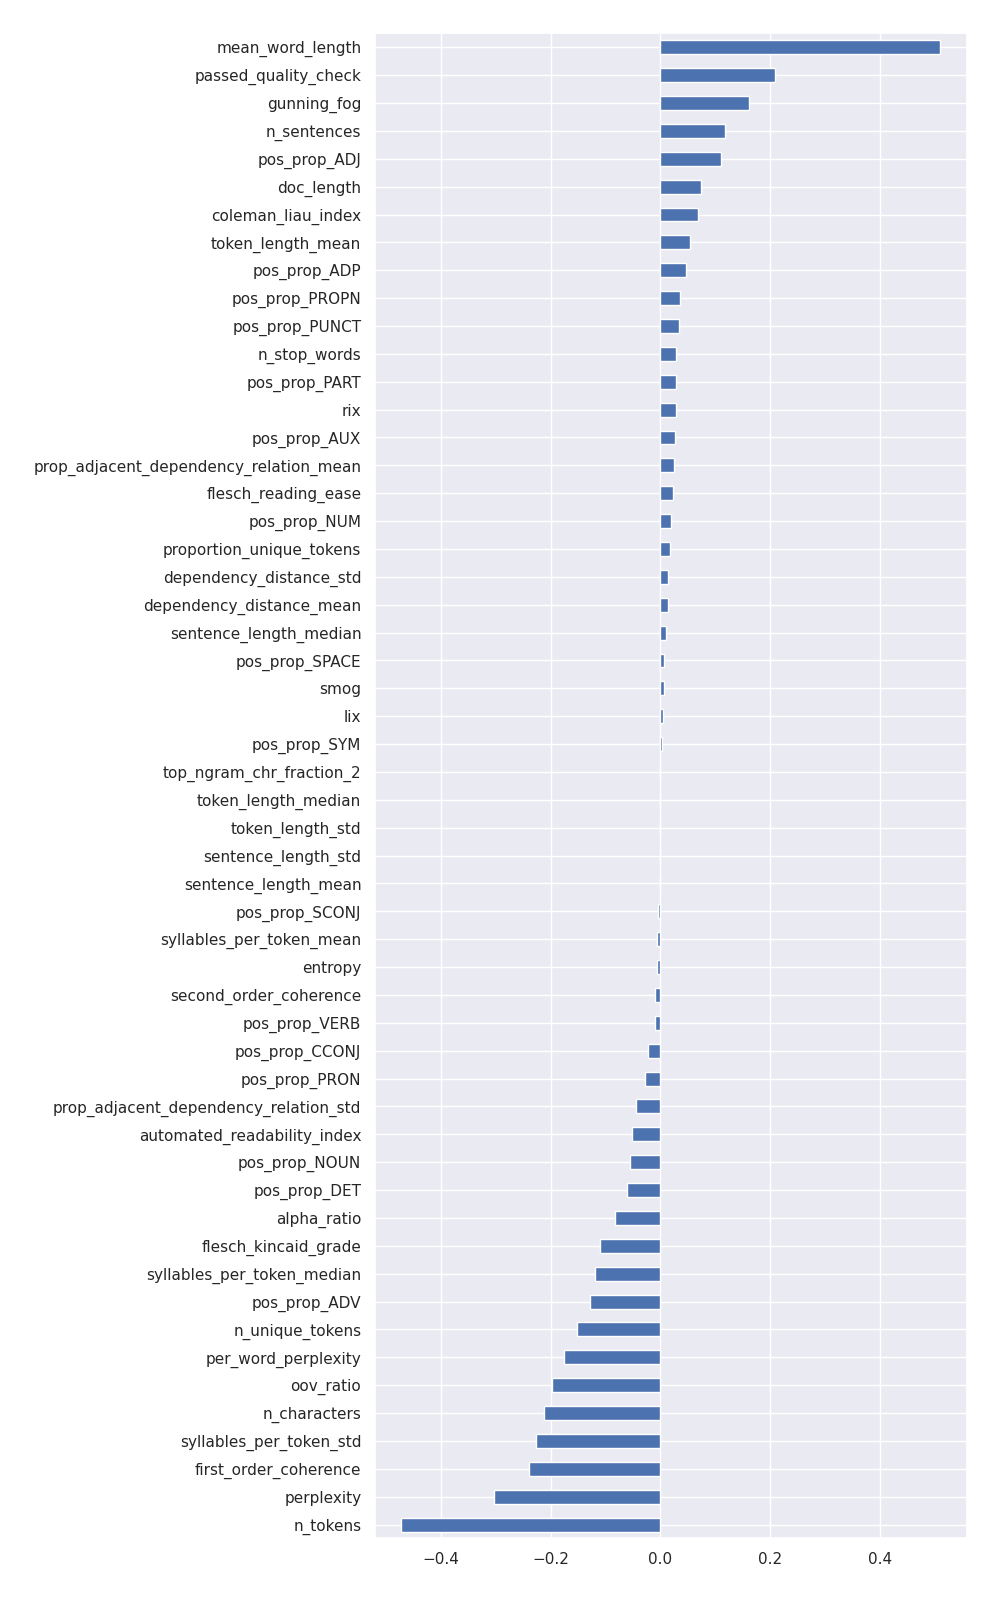 mean_word_length
passed_quality_check
gunning_fog
n_sentences
pos_prop_ADJ
doc_length
coleman_liau_index
token_length_mean
pos_prop_ADP
pos_prop_PROPN
pos_prop_PUNCT
n_stop_words
pos_prop_PART
rix
pos_prop_AUX
prop_adjacent_dependency_relation_mean
flesch_reading_ease
pos_prop_NUM
proportion_unique_tokens
dependency_distance_std
dependency_distance_mean
sentence_length_median
pos_prop_SPACE
smog
lix
pos_prop_SYM
top_ngram_chr_fraction_2
token_length_median
token_length_std
sentence_length_std
sentence_length_mean
pos_prop_SCONJ
syllables_per_token_mean
entropy
second_order_coherence
pos_prop_VERB
pos_prop_CCONJ
pos_prop_PRON
prop_adjacent_dependency_relation_std
automated_readability_index
pos_prop_NOUN
pos_prop_DET
alpha_ratio
flesch_kincaid_grade
syllables_per_token_median
pos_prop_ADV
n_unique_tokens
per_word_perplexity
oov_ratio
n_characters
syllables_per_token_std
first_order_coherence
perplexity
n_tokens
−0.4 −0.2 0.0 0.2 0.4